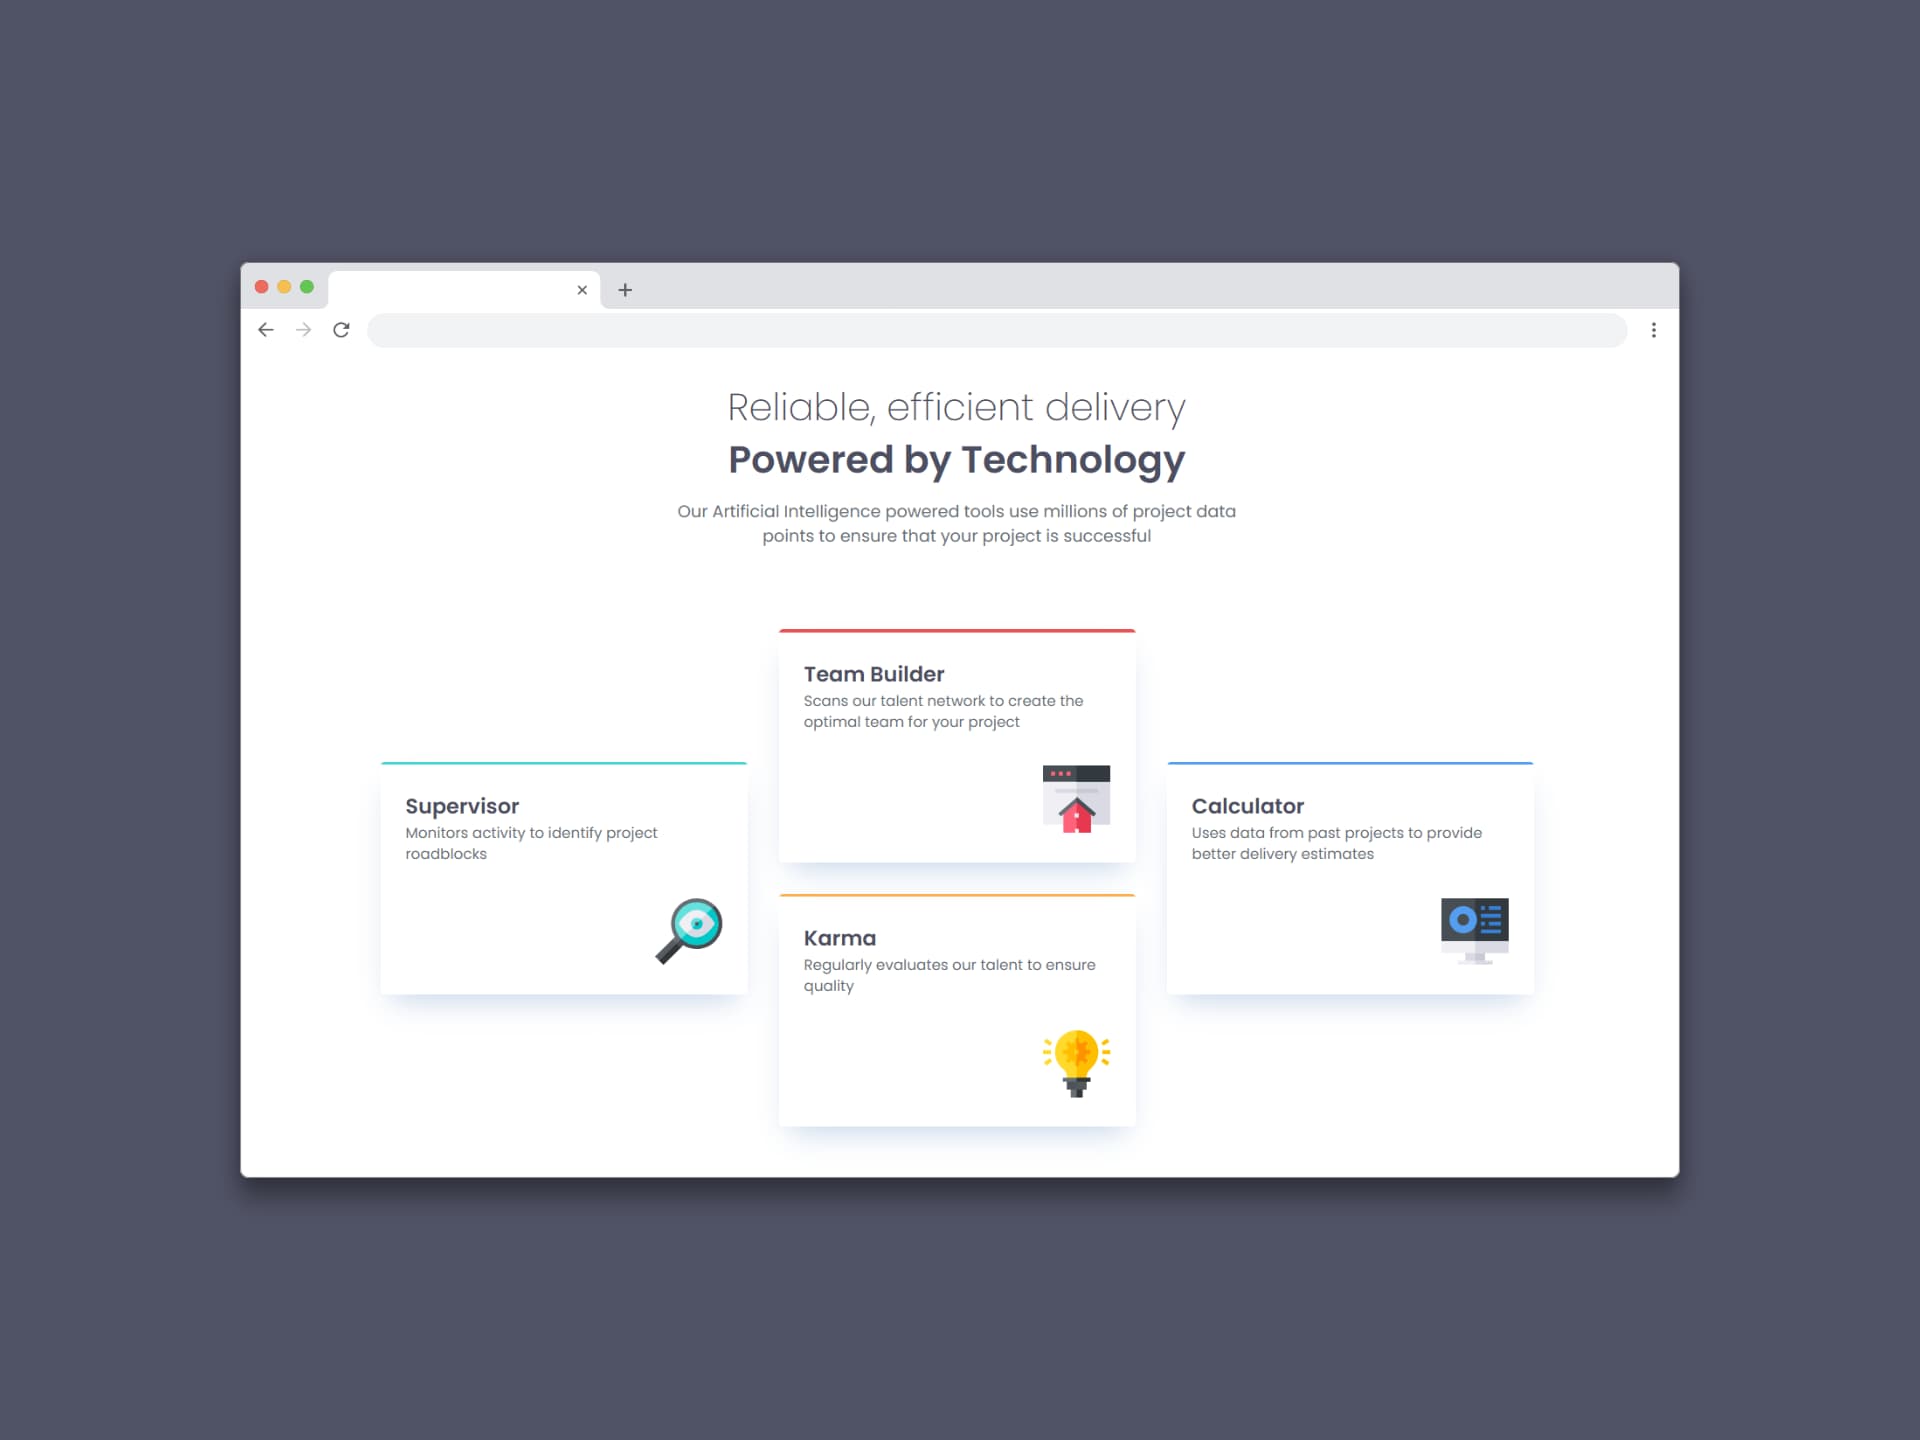 Reliable, efficient delivery
Powered by Technology
Our Artificial Intelligence powered tools use millions of project data
points to ensure that your project is successful
Team Builder
Scans our talent network to create the
optimal team for your project
Supervisor
Monitors activity to identify project
roadblocks
Calculator
Uses data from past projects to provide
better delivery estimates
Karma
Regularly evaluates our talent to ensure
quality